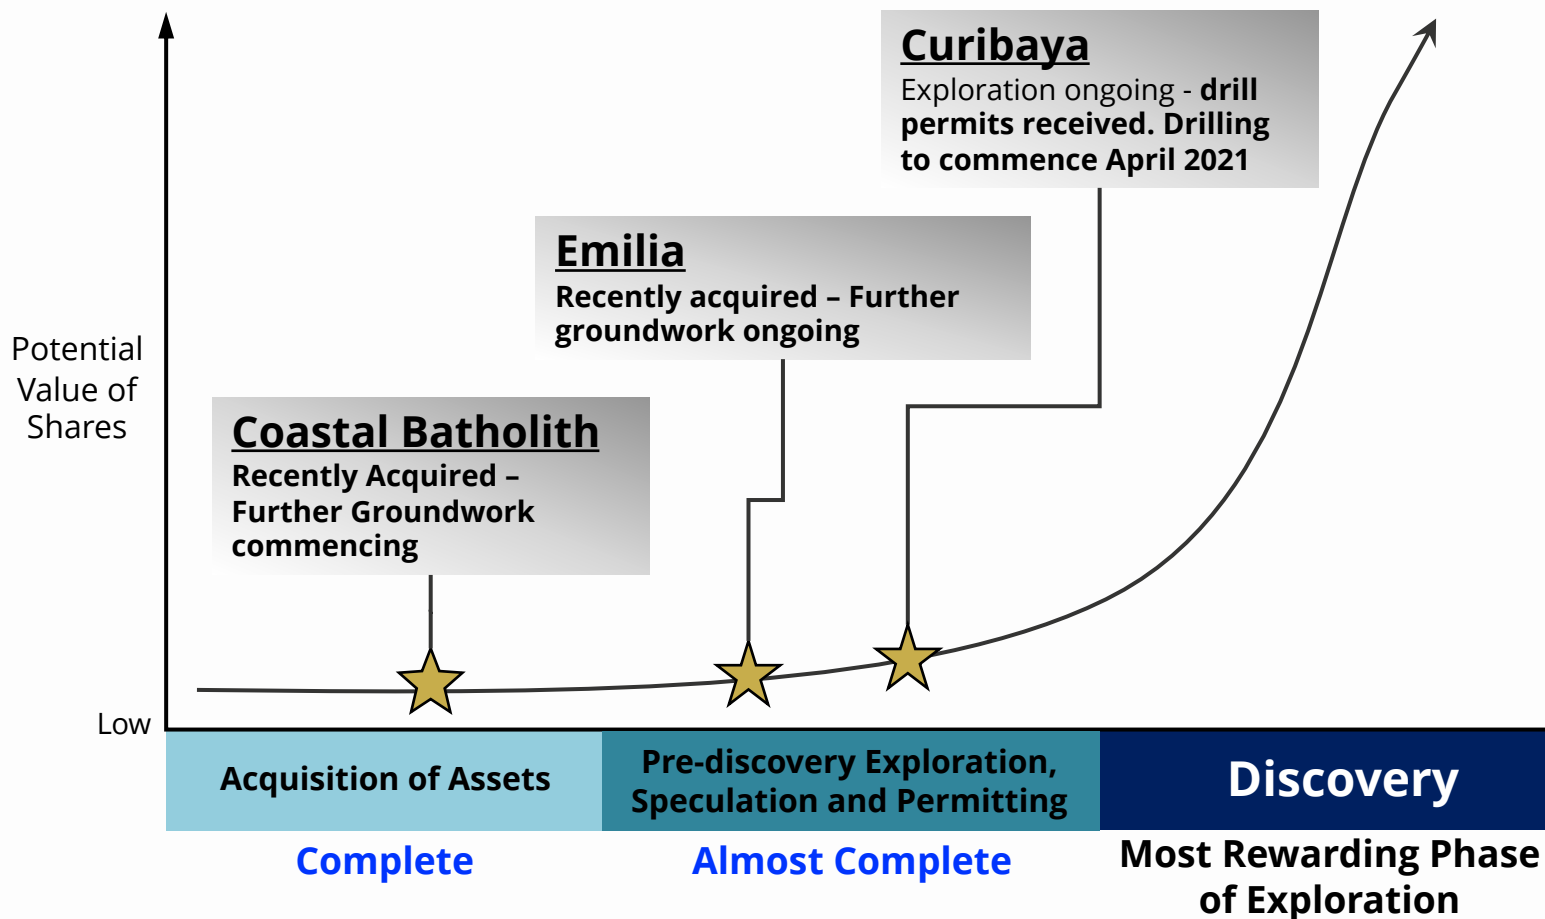 Curibaya
Exploration ongoing - drill
permits received. Drilling
to commence April 2021
Emilia
Recently acquired – Further
groundwork ongoing
Potential
Value of
Shares
Coastal Batholith
Recently Acquired –
Further Groundwork
commencing
Low
Acquisition of Assets
Pre-discovery Exploration,
Speculation and Permitting
Discovery
Complete
Almost Complete
Most Rewarding Phase
of Exploration